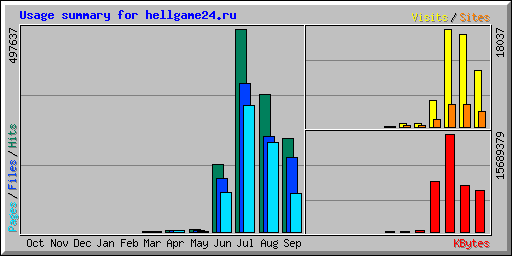 Usage summary for hellgame24.ru
Visits/Sites
497637
18037
Pages/Files/Hits
15689379
Oct Nov Dec Jan Feb Mar Apr May Jun Jul Aug Sep
KBytes